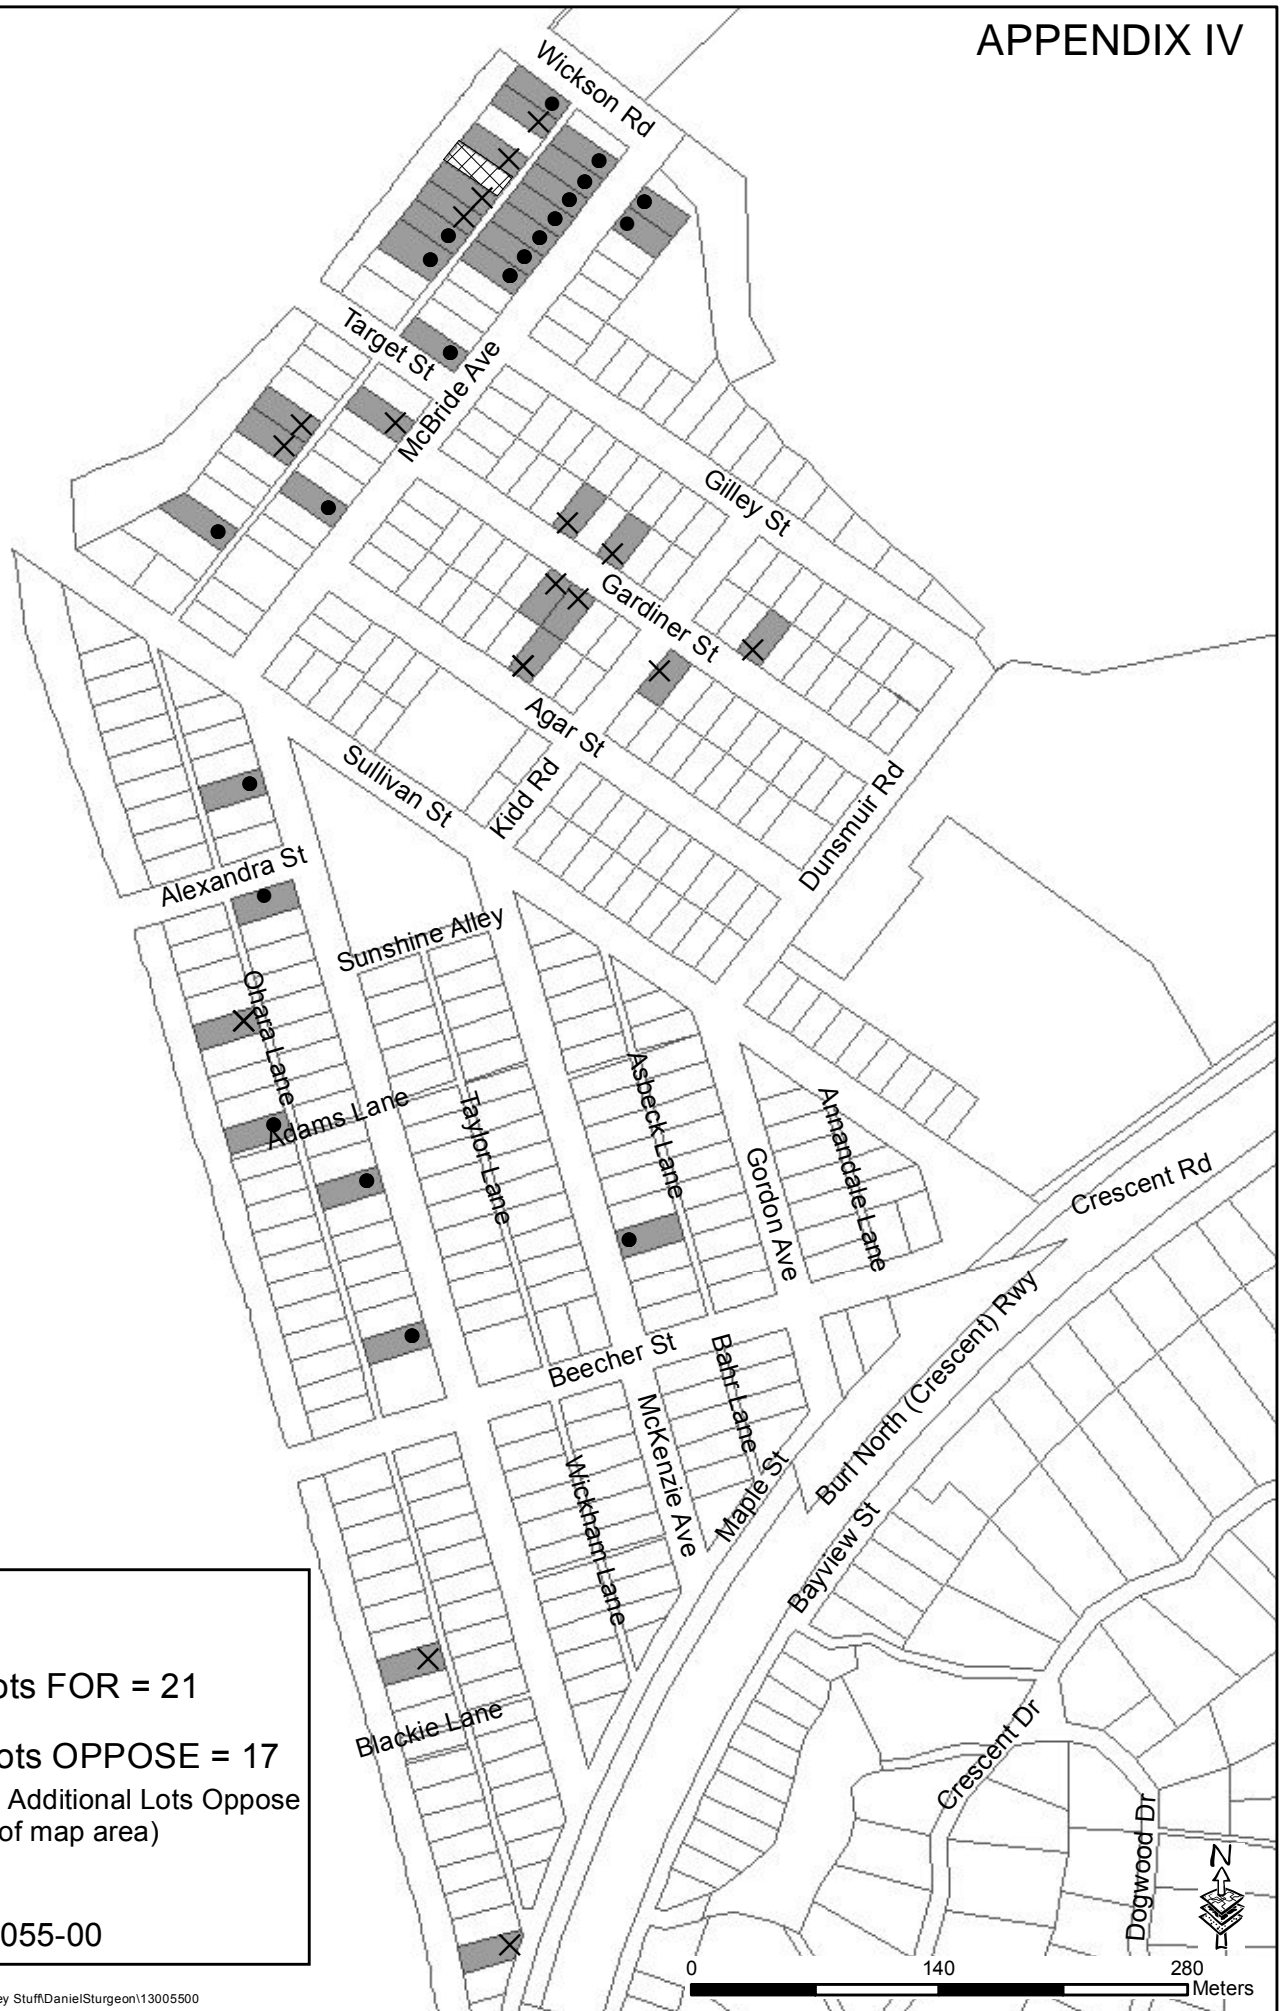 APPENDIX IV
Wickson Rd
Target St
McBride Ave
Gilley St
Gardiner St
Agar St
Sullivan St
Kidd Rd
Dunsmuir Rd
Alexandra St
Sunshine Alley
Ohara Lane
Adams Lane
Taylor Lane
Asbeck Lane
Annandale Lane
Gordon Ave
Crescent Rd
Burl North (Crescent) Rwy
Beecher St
Bahr Lane
McKenzie Ave
Maple St
Wickham Lane
Bayview St
Blackie Lane
Crescent Dr
Dogwood Dr
ots FOR = 21
ots OPPOSE = 17
Additional Lots Oppose
of map area)
055-00
N
0 140 280
Meters
ey Stuff\DanielSturgeon\13005500